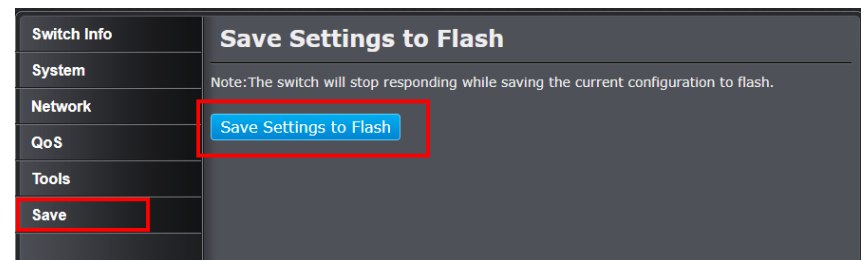 Switch Info
System
Network
QoS
Tools
Save
Save Settings to Flash
Note:The switch will stop responding while saving the current configuration to flash.
Save Settings to Flash